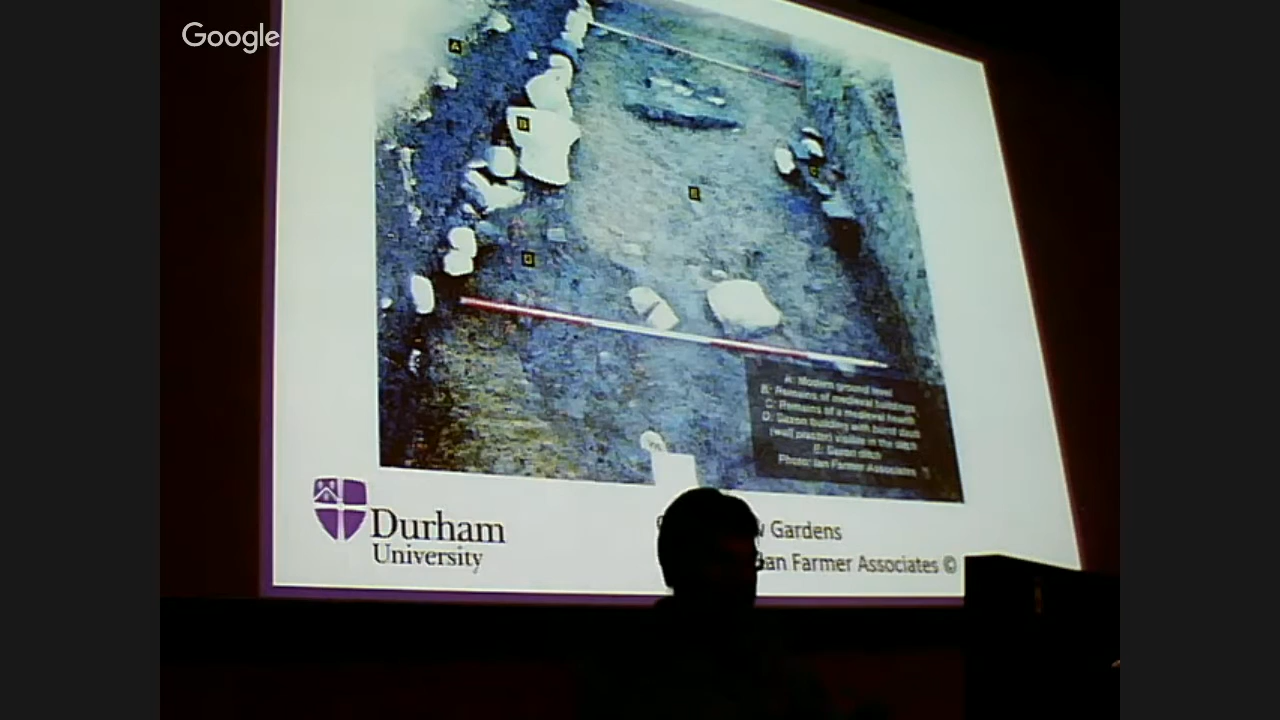 Google
A
B
C
E
D
A: Modern ground level
B: Remains of medieval buildings
C: Remains of a medieval hearth
D: Saxon building with burnt daub
(wall plaster) visible in the ditch
E: Saxon ditch
Photo: Ian Farmer Associates
Durham
University
Gardens
Ian Farmer Associates ©